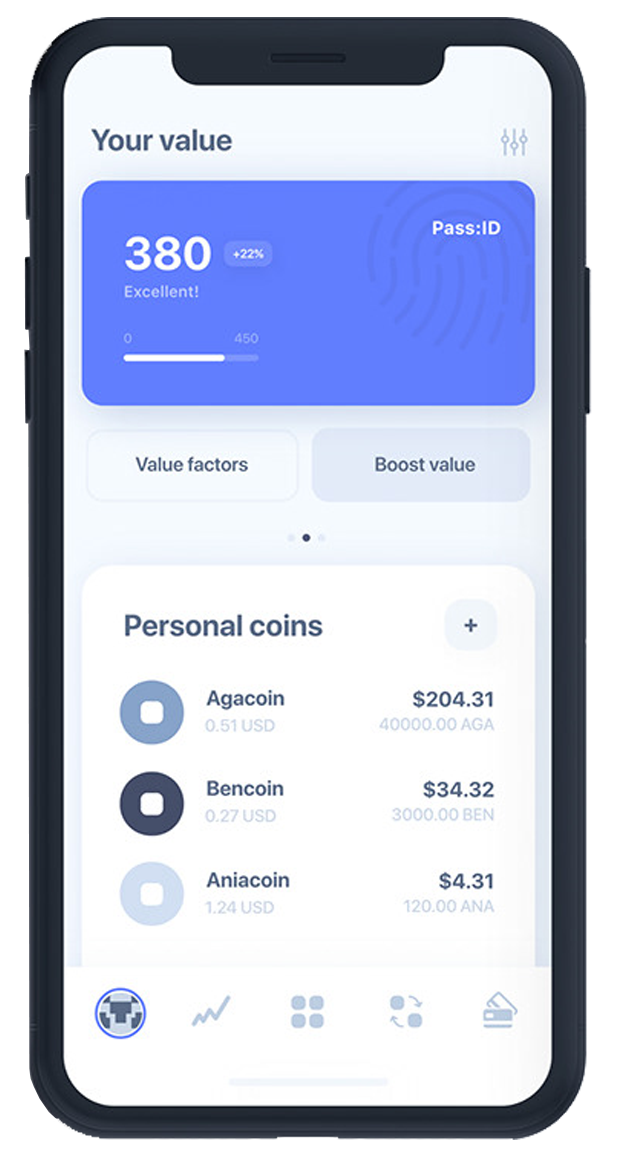 Your value
Pass:ID
380 +22%
Excellent!
0 450
Value factors Boost value
Personal coins +
Agacoin $204.31
0.51 USD 40000.00 AGA
Bencoin $34.32
0.27 USD 3000.00 BEN
Aniacoin $4.31
1.24 USD 120.00 ANA